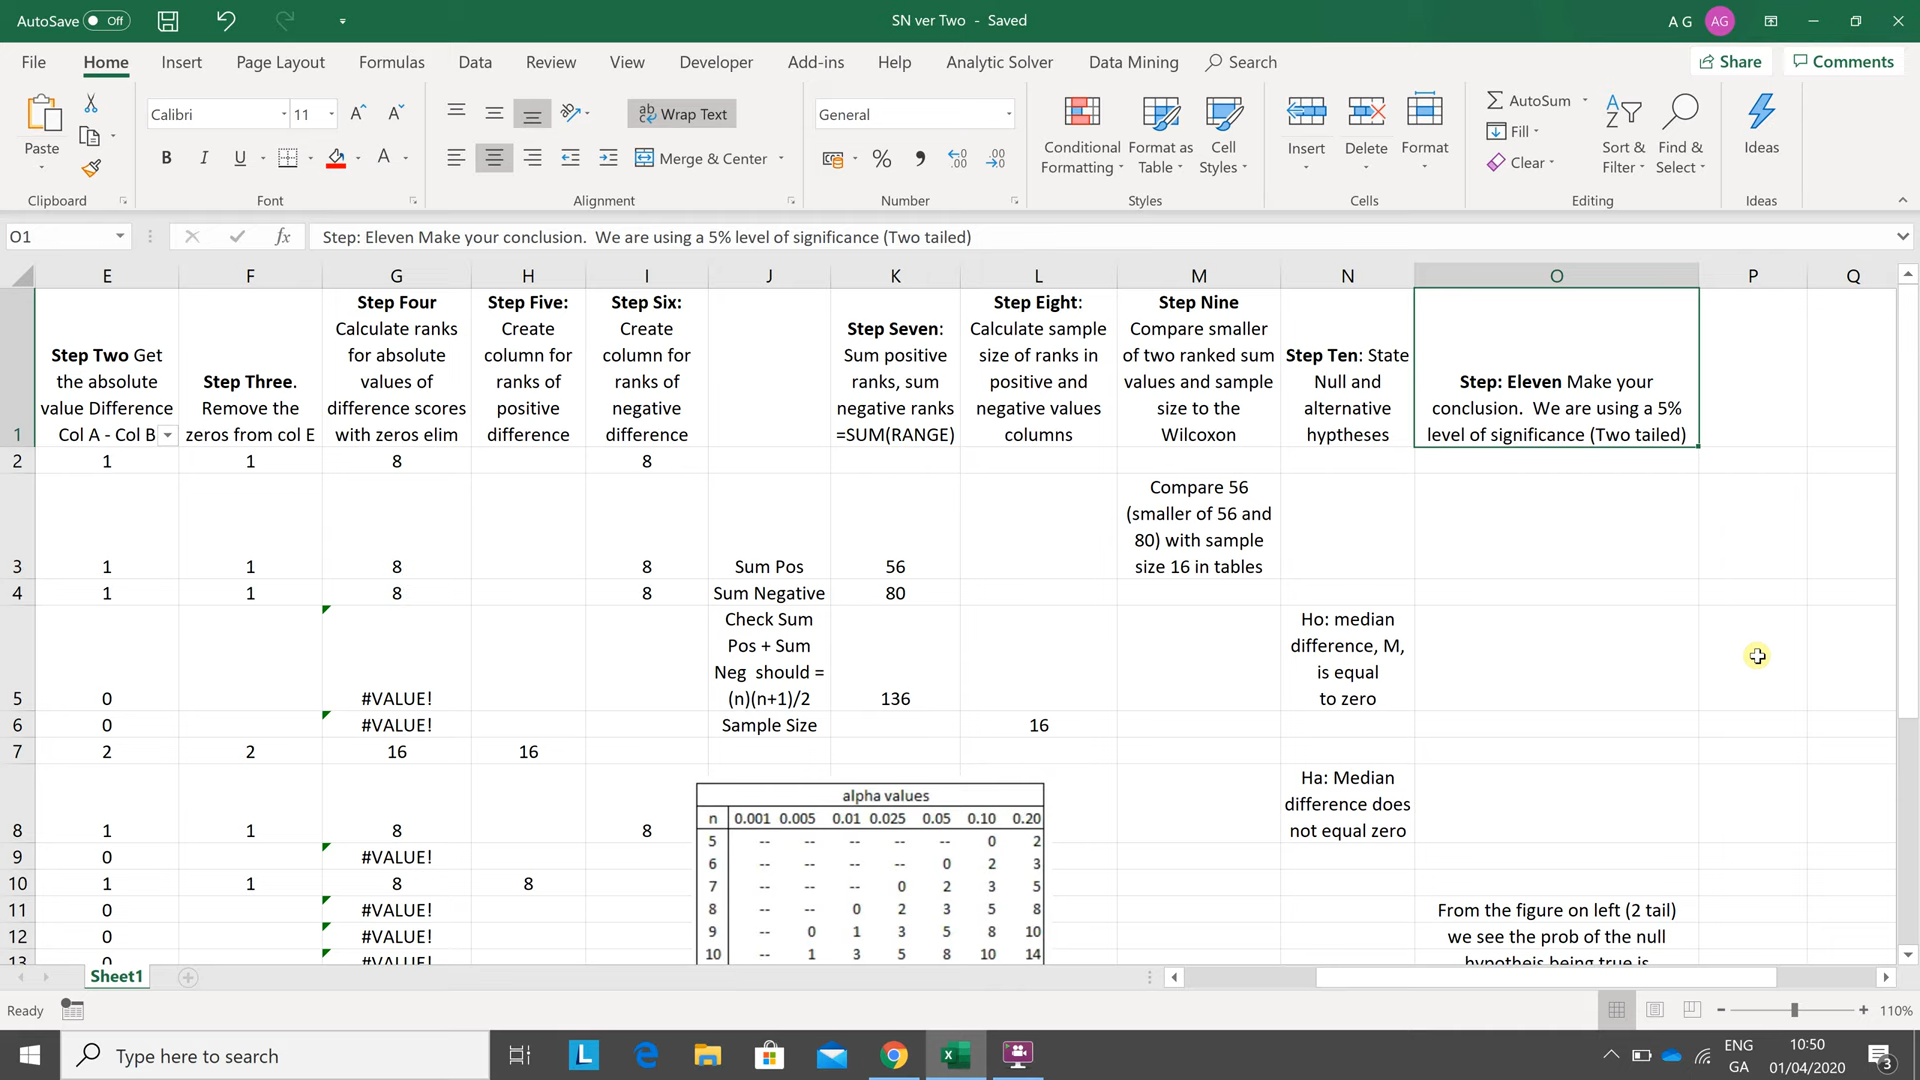 AutoSave Off
SN ver Two - Saved
A G AG
File Home Insert Page Layout Formulas Data Review View Developer Add-ins Help Analytic Solver Data Mining Search
Share Comments
Paste
Calibri 11
B I U
ab Wrap Text
Merge & Center
General
%
Conditional Formatting
Format as Table
Cell Styles
Insert Delete Format
AutoSum
Fill
Clear
Sort & Filter
Find & Select
Ideas
Clipboard Font Alignment Number Styles Cells Editing Ideas
O1
fx
Step: Eleven Make your conclusion. We are using a 5% level of significance (Two tailed)
E F G H I J K L M N O P Q
1
Step Two Get
the absolute
value Difference
Col A - Col B
Step Three.
Remove the
zeros from col E
Step Four
Calculate ranks
for absolute
values of
difference scores
with zeros elim
Step Five:
Create
column for
ranks of
positive
difference
Step Six:
Create
column for
ranks of
negative
difference
Step Seven:
Sum positive
ranks, sum
negative ranks
=SUM(RANGE)
Step Eight:
Calculate sample
size of ranks in
positive and
negative values
columns
Step Nine
Compare smaller
of two ranked sum
values and sample
size to the
Wilcoxon
Step Ten: State
Null and
alternative
hyptheses
Step: Eleven Make your
conclusion. We are using a 5%
level of significance (Two tailed)
2 1 1 8 8
Compare 56
(smaller of 56 and
80) with sample
size 16 in tables
3 1 1 8 8 Sum Pos 56
4 1 1 8 8 Sum Negative 80
Check Sum
Pos + Sum
Neg should =
(n)(n+1)/2
Ho: median
difference, M,
is equal
to zero
5 0 #VALUE! 136
6 0 #VALUE! Sample Size 16
7 2 2 16 16
Ha: Median
difference does
not equal zero
8 1 1 8 8
9 0 #VALUE!
10 1 1 8 8
11 0 #VALUE!
12 0 #VALUE!
13 0 #VALUE!
alpha values
n 0.001 0.005 0.01 0.025 0.05 0.10 0.20
5 -- -- -- -- -- 0 2
6 -- -- -- -- 0 2 3
7 -- -- -- 0 2 3 5
8 -- -- 0 2 3 5 8
9 -- 0 1 3 5 8 10
10 -- 1 3 5 8 10 14
From the figure on left (2 tail)
we see the prob of the null
hypotheis being true is
Sheet1
Ready
110%
Type here to search
L
ENG
GA
10:50
01/04/2020
3